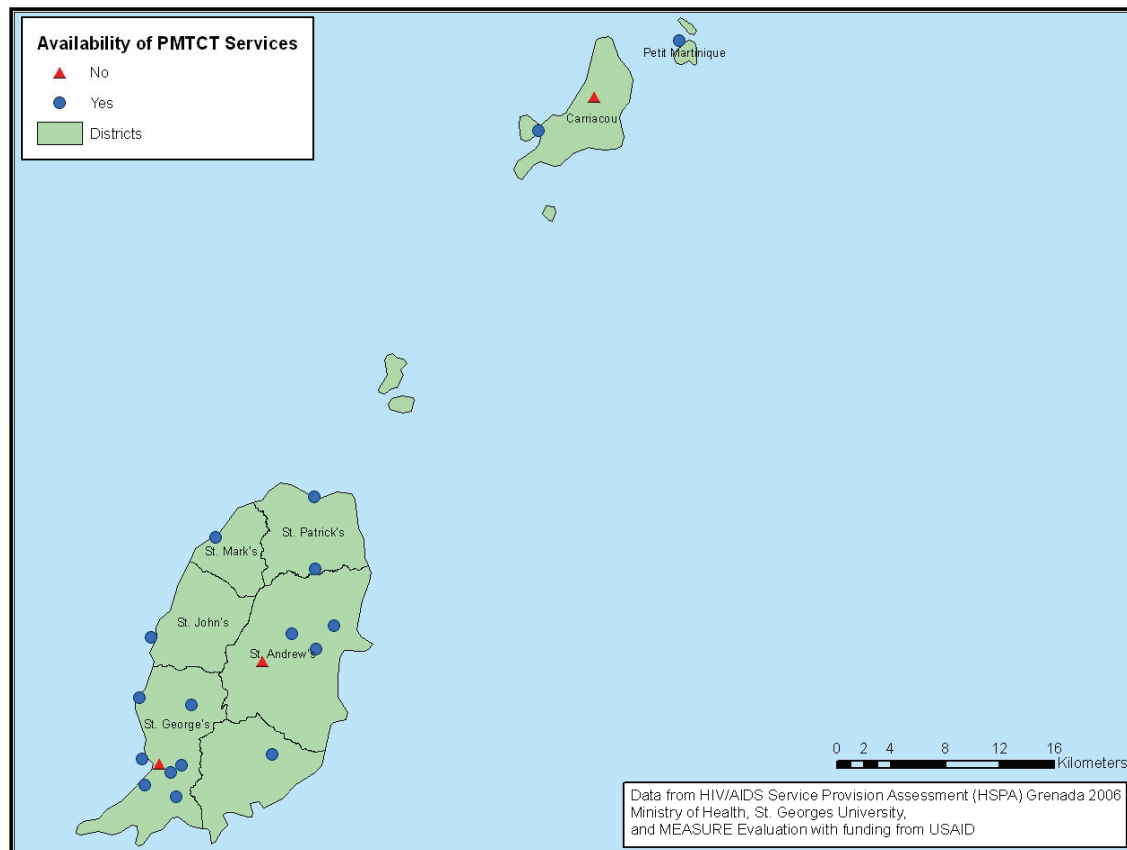 Availability of PMTCT Services
No
Yes
Districts
Petit Martinique
Carriacou
St. Patrick's
St. Mark's
St. John's
St. Andrew's
St. George's
0 2 4 8 12 16
Kilometers
Data from HIV/AIDS Service Provision Assessment (HSPA) Grenada 2006
Ministry of Health, St. Georges University,
and MEASURE Evaluation with funding from USAID